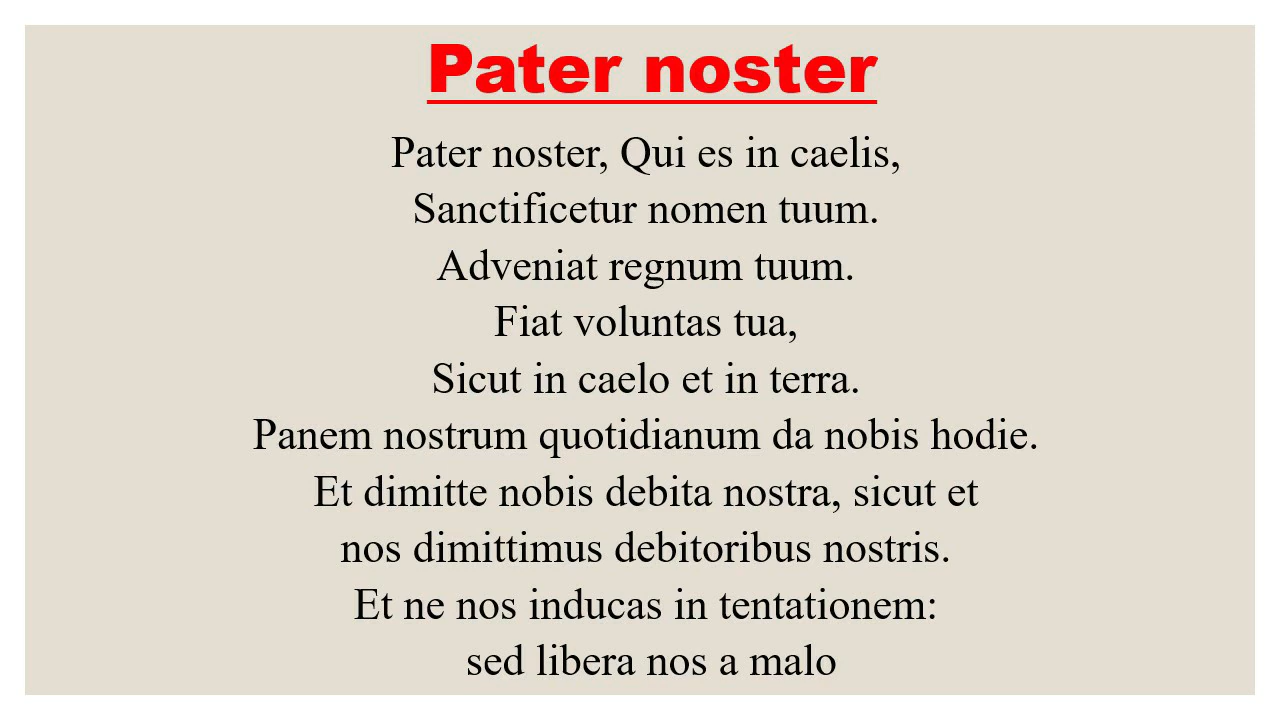 Pater noster
Pater noster, Qui es in caelis,
Sanctificetur nomen tuum.
Adveniat regnum tuum.
Fiat voluntas tua,
Sicut in caelo et in terra.
Panem nostrum quotidianum da nobis hodie.
Et dimitte nobis debita nostra, sicut et
nos dimittimus debitoribus nostris.
Et ne nos inducas in tentationem:
sed libera nos a malo